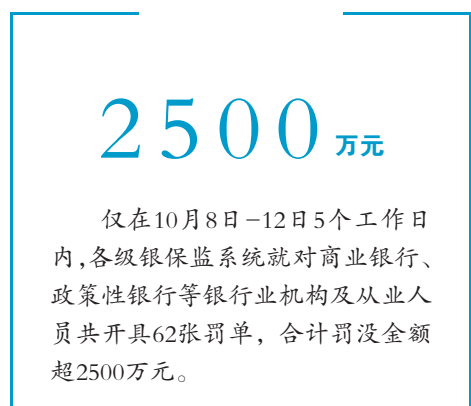 2500万元
仅在10月8日-12日5个工作日
内,各级银保监系统就对商业银行、
政策性银行等银行业机构及从业人
员共开具62张罚单，合计罚没金额
超2500万元。